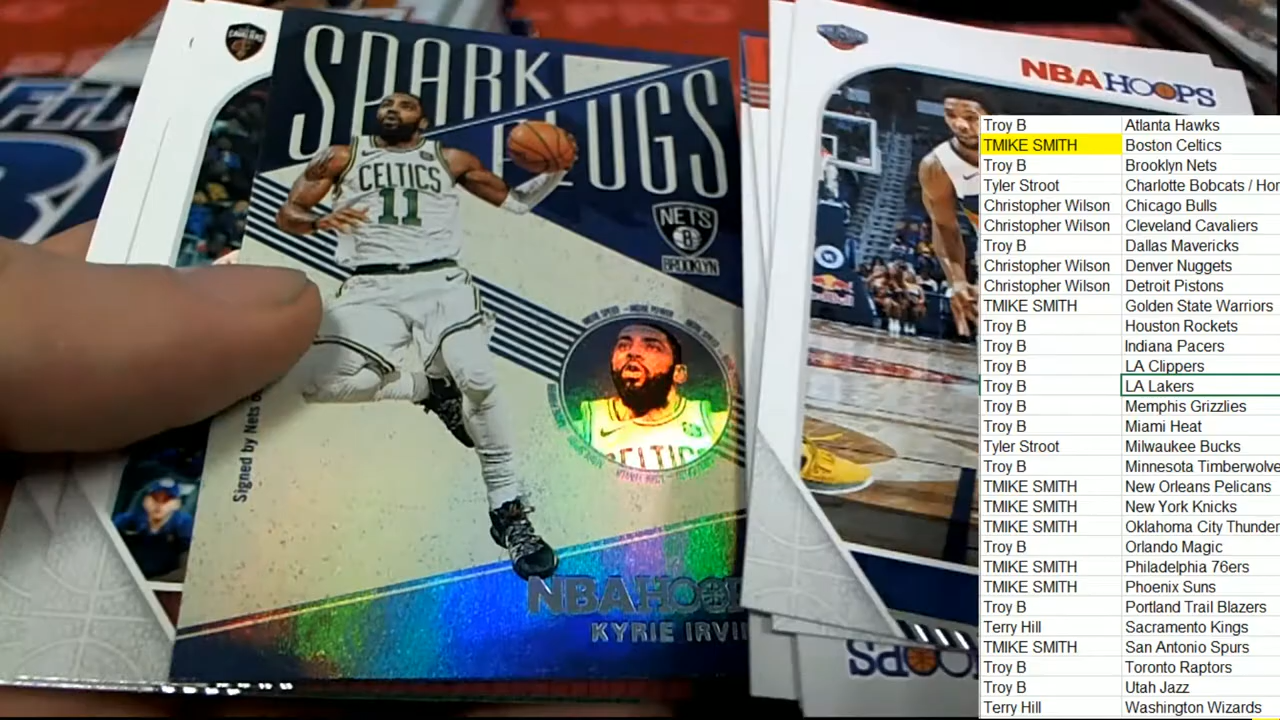 CAVALIERS
SPARK
PLUGS
CELTICS
11
NETS
B
BROOKLYN
CELTICS
Signed by Nets
NBA HOOPS
KYRIE IRVI
NBA HOOPS
Red Bull
Troy B Atlanta Hawks
TMIKE SMITH Boston Celtics
Troy B Brooklyn Nets
Tyler Stroot Charlotte Bobcats / Hor
Christopher Wilson Chicago Bulls
Christopher Wilson Cleveland Cavaliers
Troy B Dallas Mavericks
Christopher Wilson Denver Nuggets
Christopher Wilson Detroit Pistons
TMIKE SMITH Golden State Warriors
Troy B Houston Rockets
Troy B Indiana Pacers
Troy B LA Clippers
Troy B LA Lakers
Troy B Memphis Grizzlies
Troy B Miami Heat
Tyler Stroot Milwaukee Bucks
Troy B Minnesota Timberwolve
TMIKE SMITH New Orleans Pelicans
TMIKE SMITH New York Knicks
TMIKE SMITH Oklahoma City Thunder
Troy B Orlando Magic
TMIKE SMITH Philadelphia 76ers
TMIKE SMITH Phoenix Suns
Troy B Portland Trail Blazers
Terry Hill Sacramento Kings
TMIKE SMITH San Antonio Spurs
Troy B Toronto Raptors
Troy B Utah Jazz
Terry Hill Washington Wizards